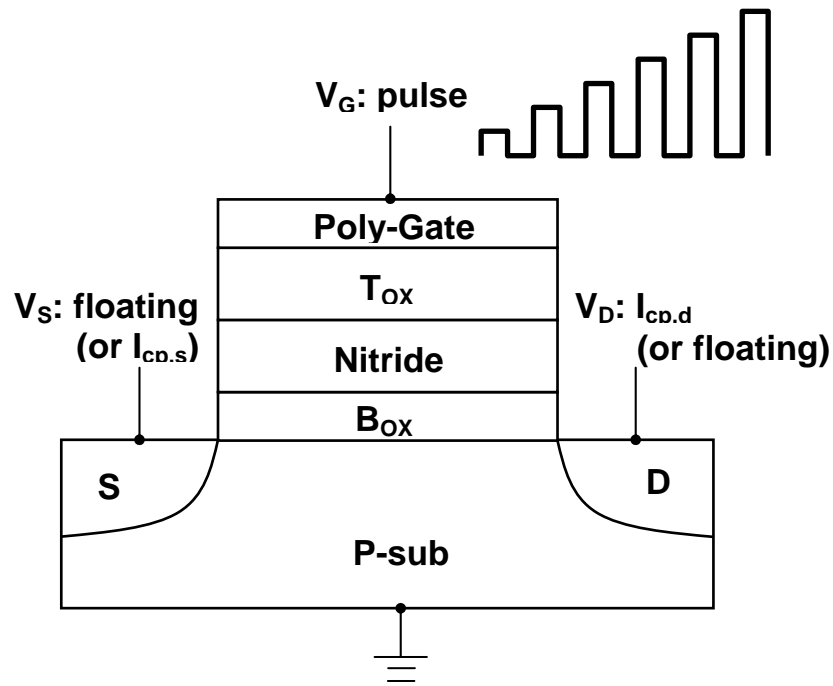 V_G: pulse
Poly-Gate
T_OX
V_S: floating
(or I_cp.s)
V_D: I_cp.d
(or floating)
Nitride
B_OX
S
D
P-sub